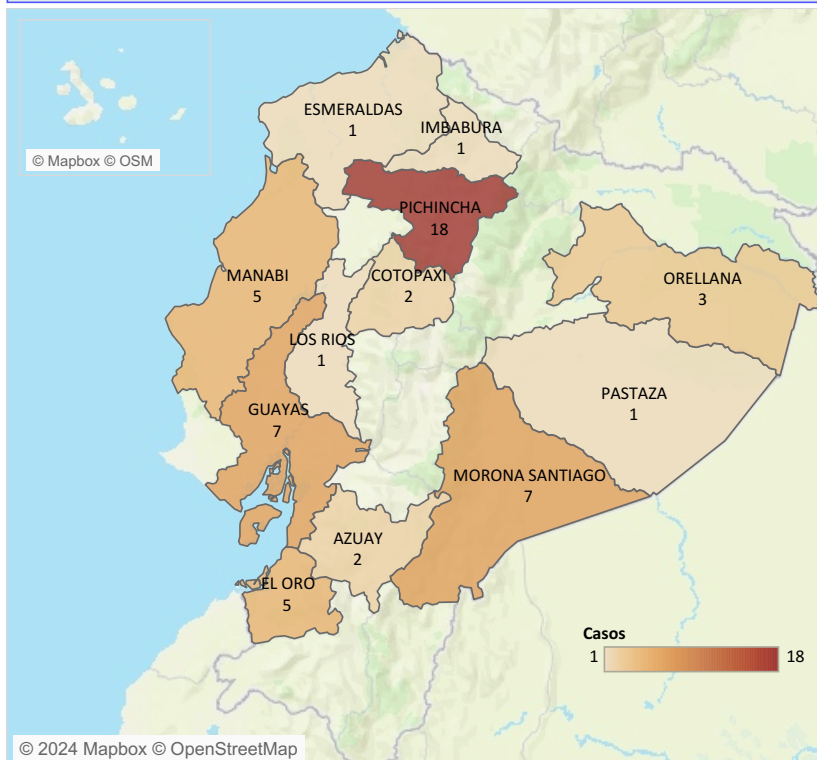 © Mapbox © OSM
ESMERALDAS
1
IMBABURA
1
PICHINCHA
18
MANABI
5
COTOPAXI
2
ORELLANA
3
LOS RIOS
1
PASTAZA
1
GUAYAS
7
MORONA SANTIAGO
7
AZUAY
2
EL ORO
5
Casos
1 18
© 2024 Mapbox © OpenStreetMap